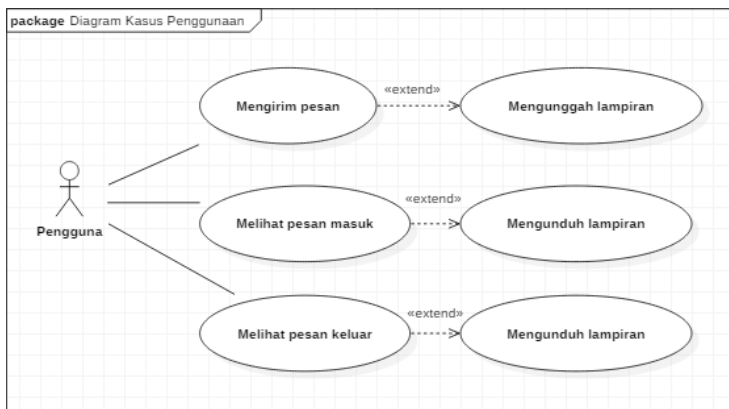 package Diagram Kasus Penggunaan
«extend»
Mengirim pesan
Mengunggah lampiran
«extend»
Melihat pesan masuk
Mengunduh lampiran
Pengguna
«extend»
Melihat pesan keluar
Mengunduh lampiran